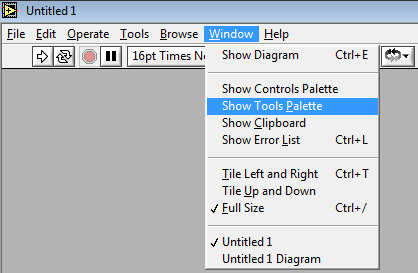 Untitled 1
File Edit Operate Tools Browse Window Help
16pt Times Ne
Show Diagram Ctrl+E
Show Controls Palette
Show Tools Palette
Show Clipboard
Show Error List Ctrl+L
Tile Left and Right Ctrl+T
Tile Up and Down
✓ Full Size Ctrl+/
✓ Untitled 1
Untitled 1 Diagram